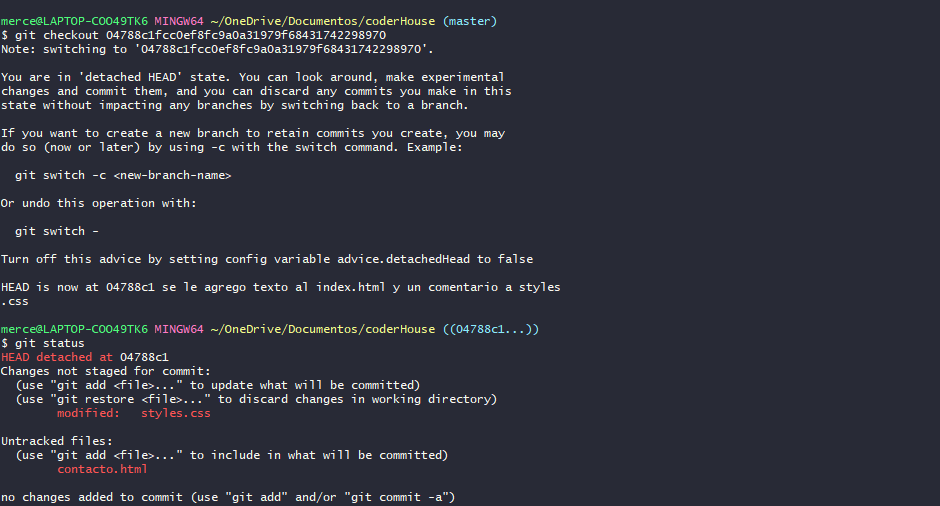 merce@LAPTOP-COO49TK6 MINGW64 ~/OneDrive/Documentos/coderHouse (master)
$ git checkout 04788c1fcc0ef8fc9a0a31979f68431742298970
Note: switching to '04788c1fcc0ef8fc9a0a31979f68431742298970'.

You are in 'detached HEAD' state. You can look around, make experimental
changes and commit them, and you can discard any commits you make in this
state without impacting any branches by switching back to a branch.

If you want to create a new branch to retain commits you create, you may
do so (now or later) by using -c with the switch command. Example:

  git switch -c <new-branch-name>

Or undo this operation with:

  git switch -

Turn off this advice by setting config variable advice.detachedHead to false

HEAD is now at 04788c1 se le agrego texto al index.html y un comentario a styles
.css

merce@LAPTOP-COO49TK6 MINGW64 ~/OneDrive/Documentos/coderHouse ((04788c1...))
$ git status
HEAD detached at 04788c1
Changes not staged for commit:
  (use "git add <file>..." to update what will be committed)
  (use "git restore <file>..." to discard changes in working directory)
        modified:   styles.css

Untracked files:
  (use "git add <file>..." to include in what will be committed)
        contacto.html

no changes added to commit (use "git add" and/or "git commit -a")